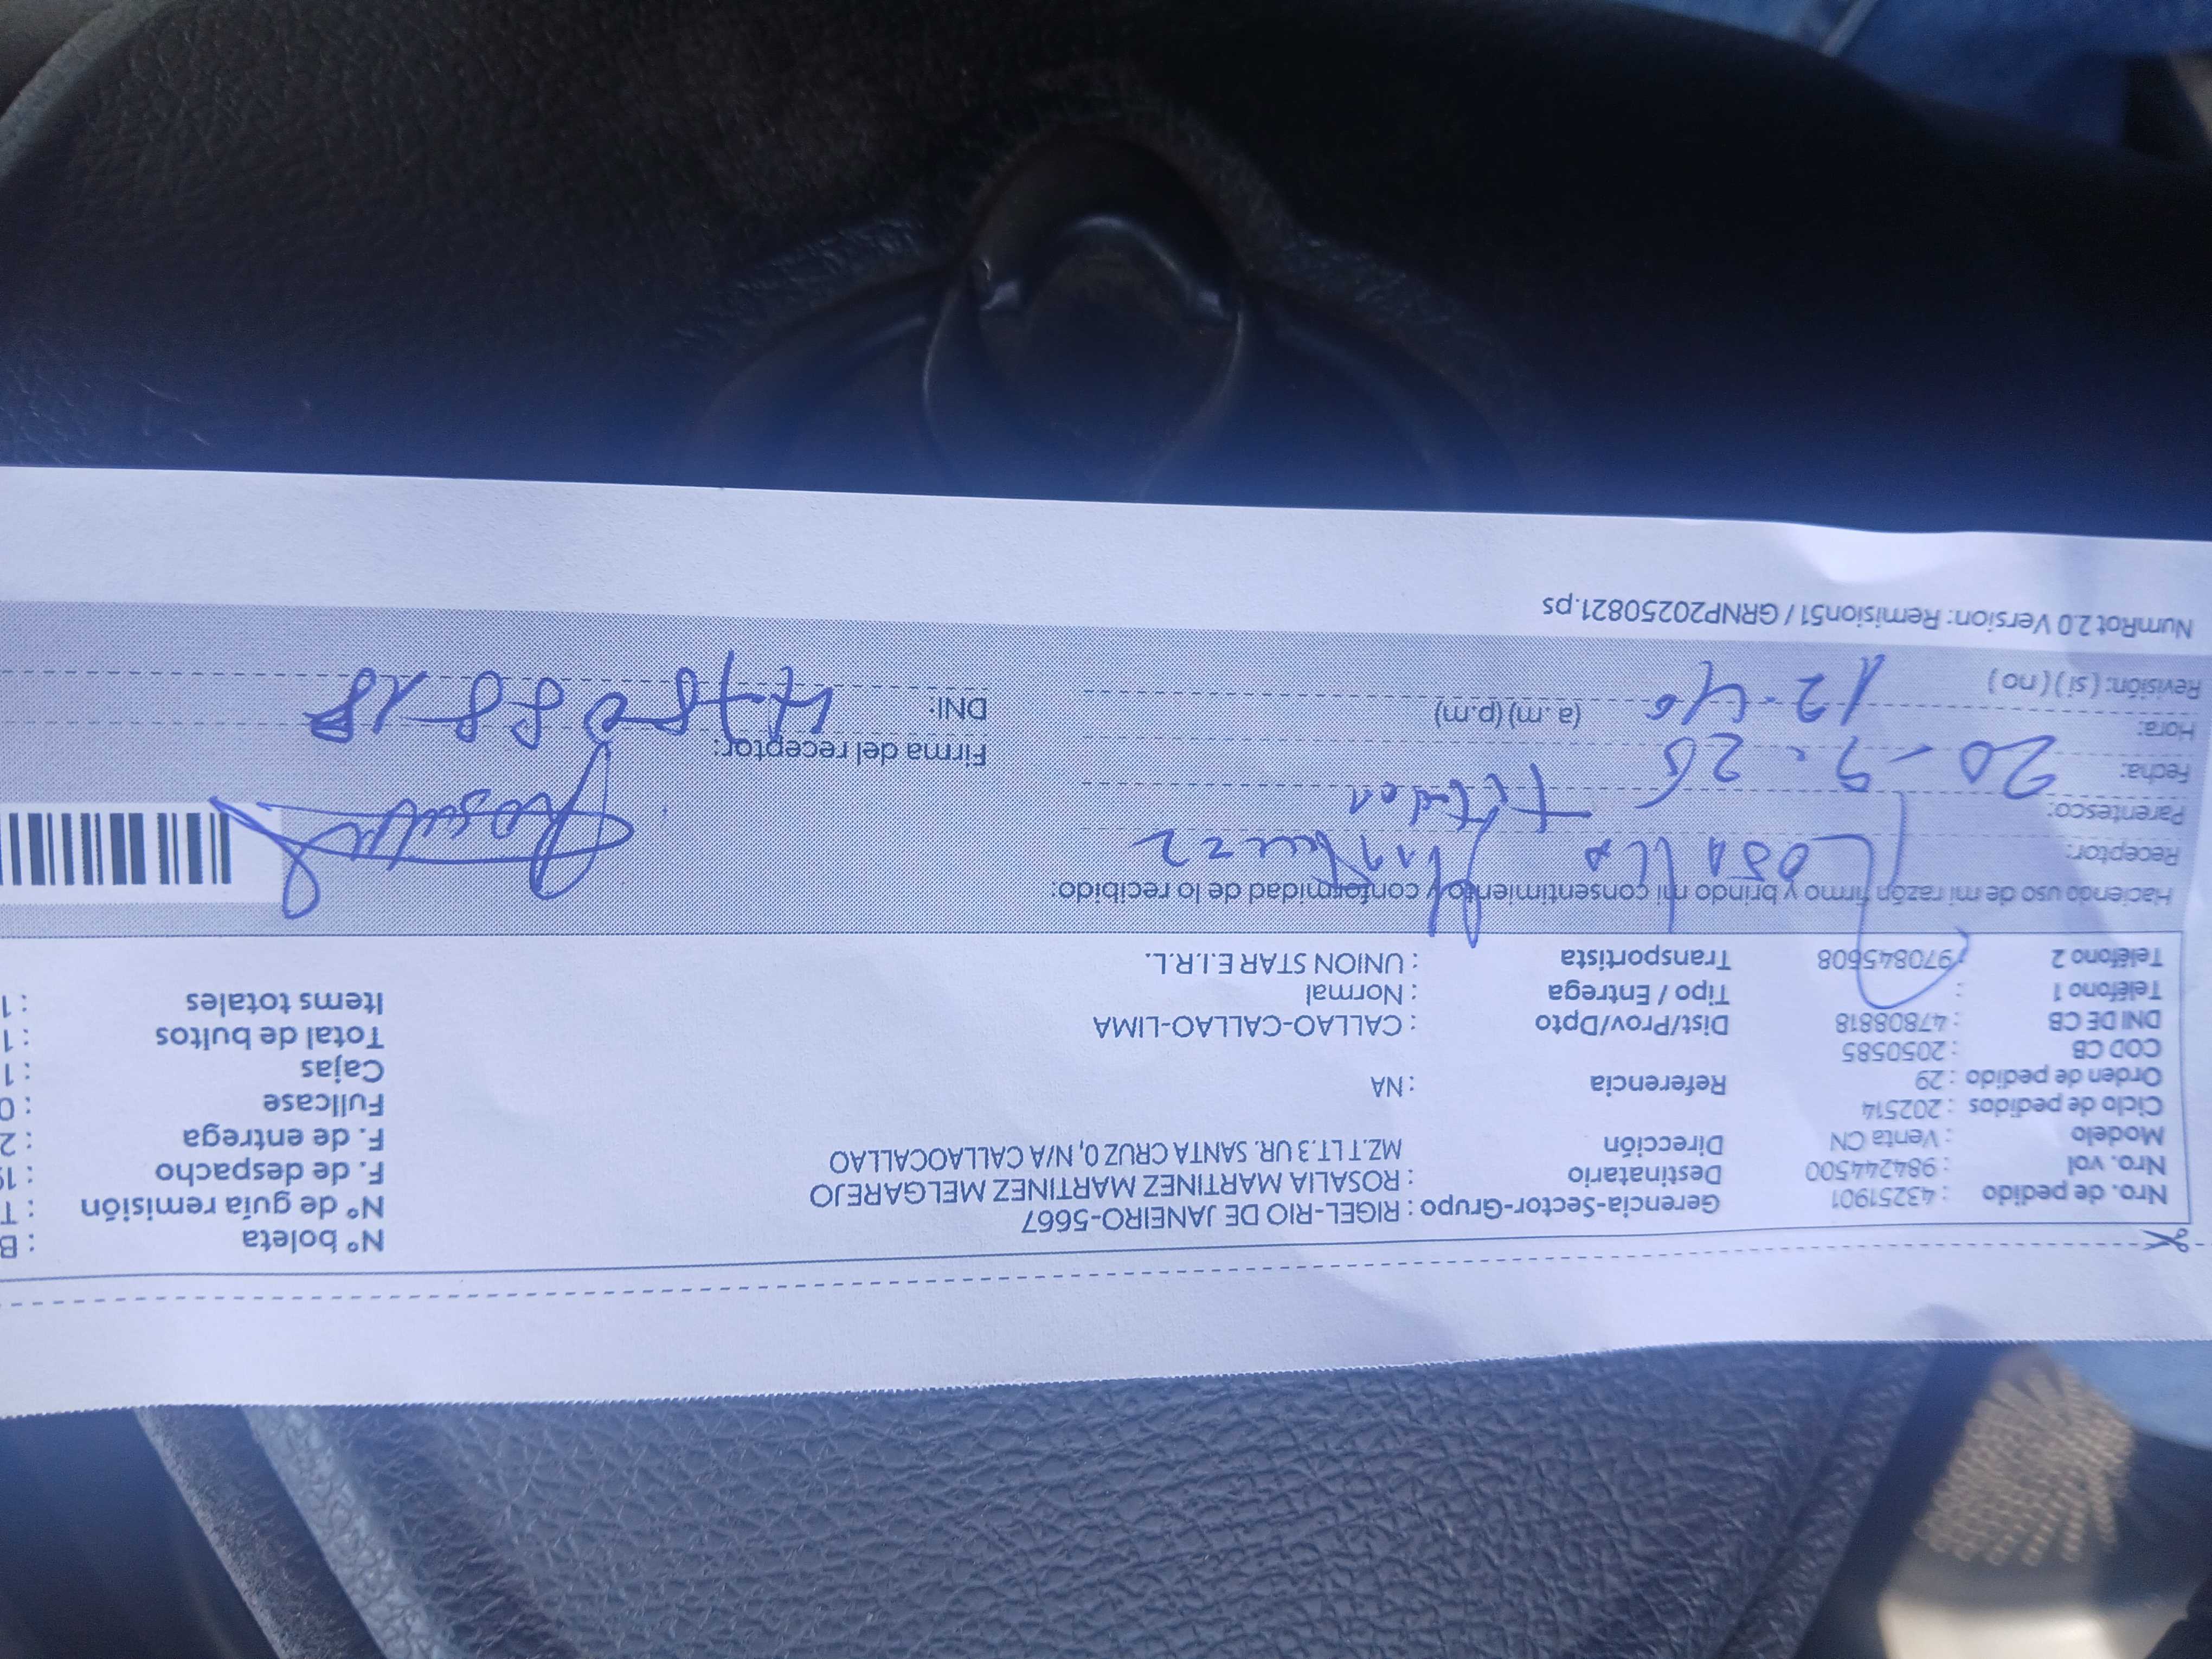 Nº boleta : B
Gerencia-Sector-Grupo : RIGEL-RIO DE JANEIRO-5667
Nro. de pedido : 43251901 Destinatario : ROSALIA MARTINEZ MARTINEZ MELGAREJO Nº de guía remisión : T
Nro. vol : 984244500 Dirección MZ.T LT.3 UR. SANTA CRUZ 0, N/A CALLAOCALLAO F. de despacho : 19
Modelo : Venta CN F. de entrega : 2
Ciclo de pedidos : 202514 Fullcase : 0
Orden de pedido : 29 Referencia : NA Cajas : 1
COD CB : 2050585 Total de bultos : 1
DNI DE CB : 47808818 Dist/Prov/Dpto : CALLAO-CALLAO-LIMA Items totales : 1
Teléfono 1 : Tipo / Entrega : Normal
Teléfono 2 : 970845608 Transportista : UNION STAR E.I.R.L.
Haciendo uso de mi razón firmo y brindo mi consentimiento y conformidad de lo recibido:
Receptor: Rosalia Martinez
Parentesco: Titular
Fecha: 20-9-25 Firma del receptor:
Hora: 12-40 (a.m) (p.m) DNI: 47808818
Revisión: ( si ) ( no )
NumRot 2.0 Version: Remision51 / GRNP20250821.ps